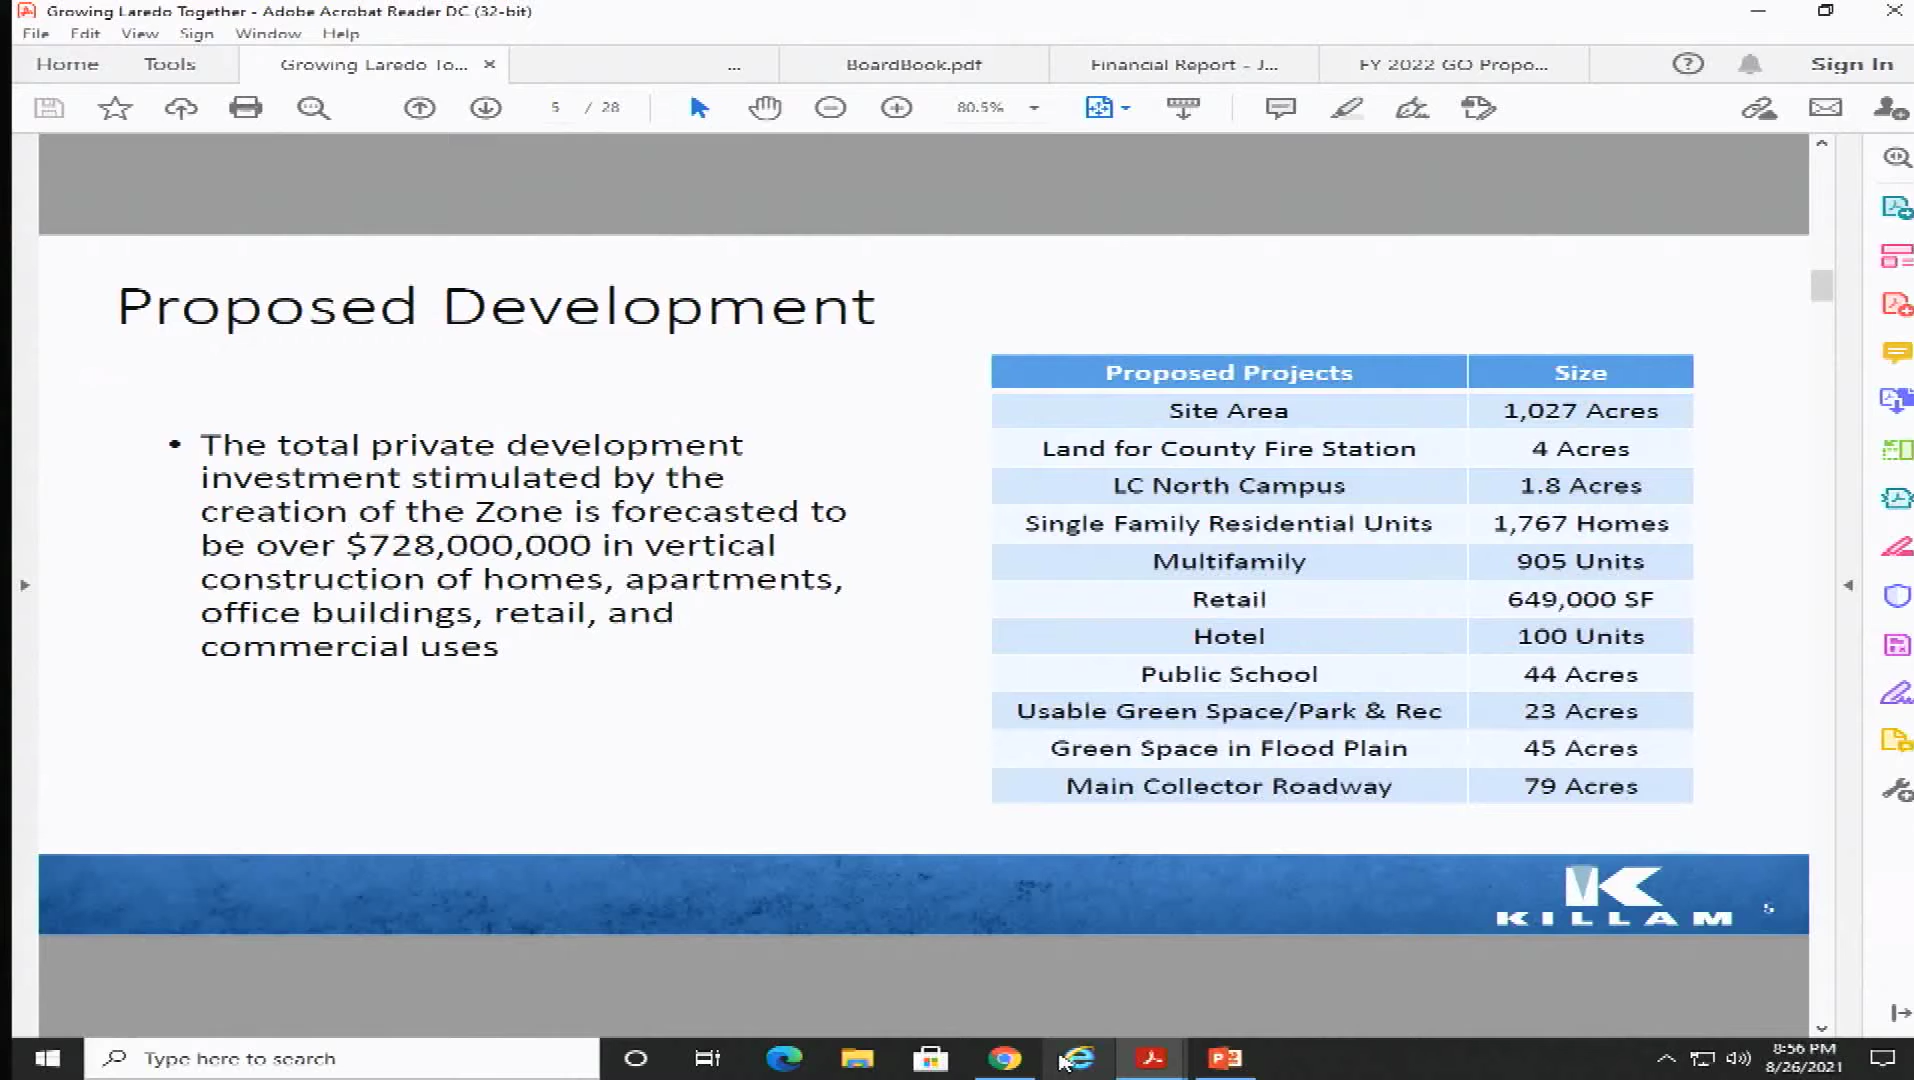 Growing Laredo Together - Adobe Acrobat Reader DC (32-bit)
File Edit View Sign Window Help
Home Tools Growing Laredo To... × ... BoardBook.pdf Financial Report - J... FY 2022 GO Propo... Sign In
5 / 28 80.5%
Proposed Development
• The total private development
investment stimulated by the
creation of the Zone is forecasted to
be over $728,000,000 in vertical
construction of homes, apartments,
office buildings, retail, and
commercial uses
Proposed Projects Size
Site Area 1,027 Acres
Land for County Fire Station 4 Acres
LC North Campus 1.8 Acres
Single Family Residential Units 1,767 Homes
Multifamily 905 Units
Retail 649,000 SF
Hotel 100 Units
Public School 44 Acres
Usable Green Space/Park & Rec 23 Acres
Green Space in Flood Plain 45 Acres
Main Collector Roadway 79 Acres
KILLAM
5
Type here to search
8:56 PM
8/26/2021